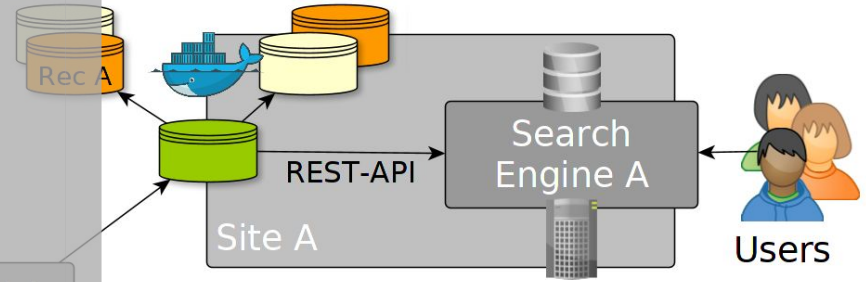 Rec A
Search
Engine A
REST-API
Site A
Users